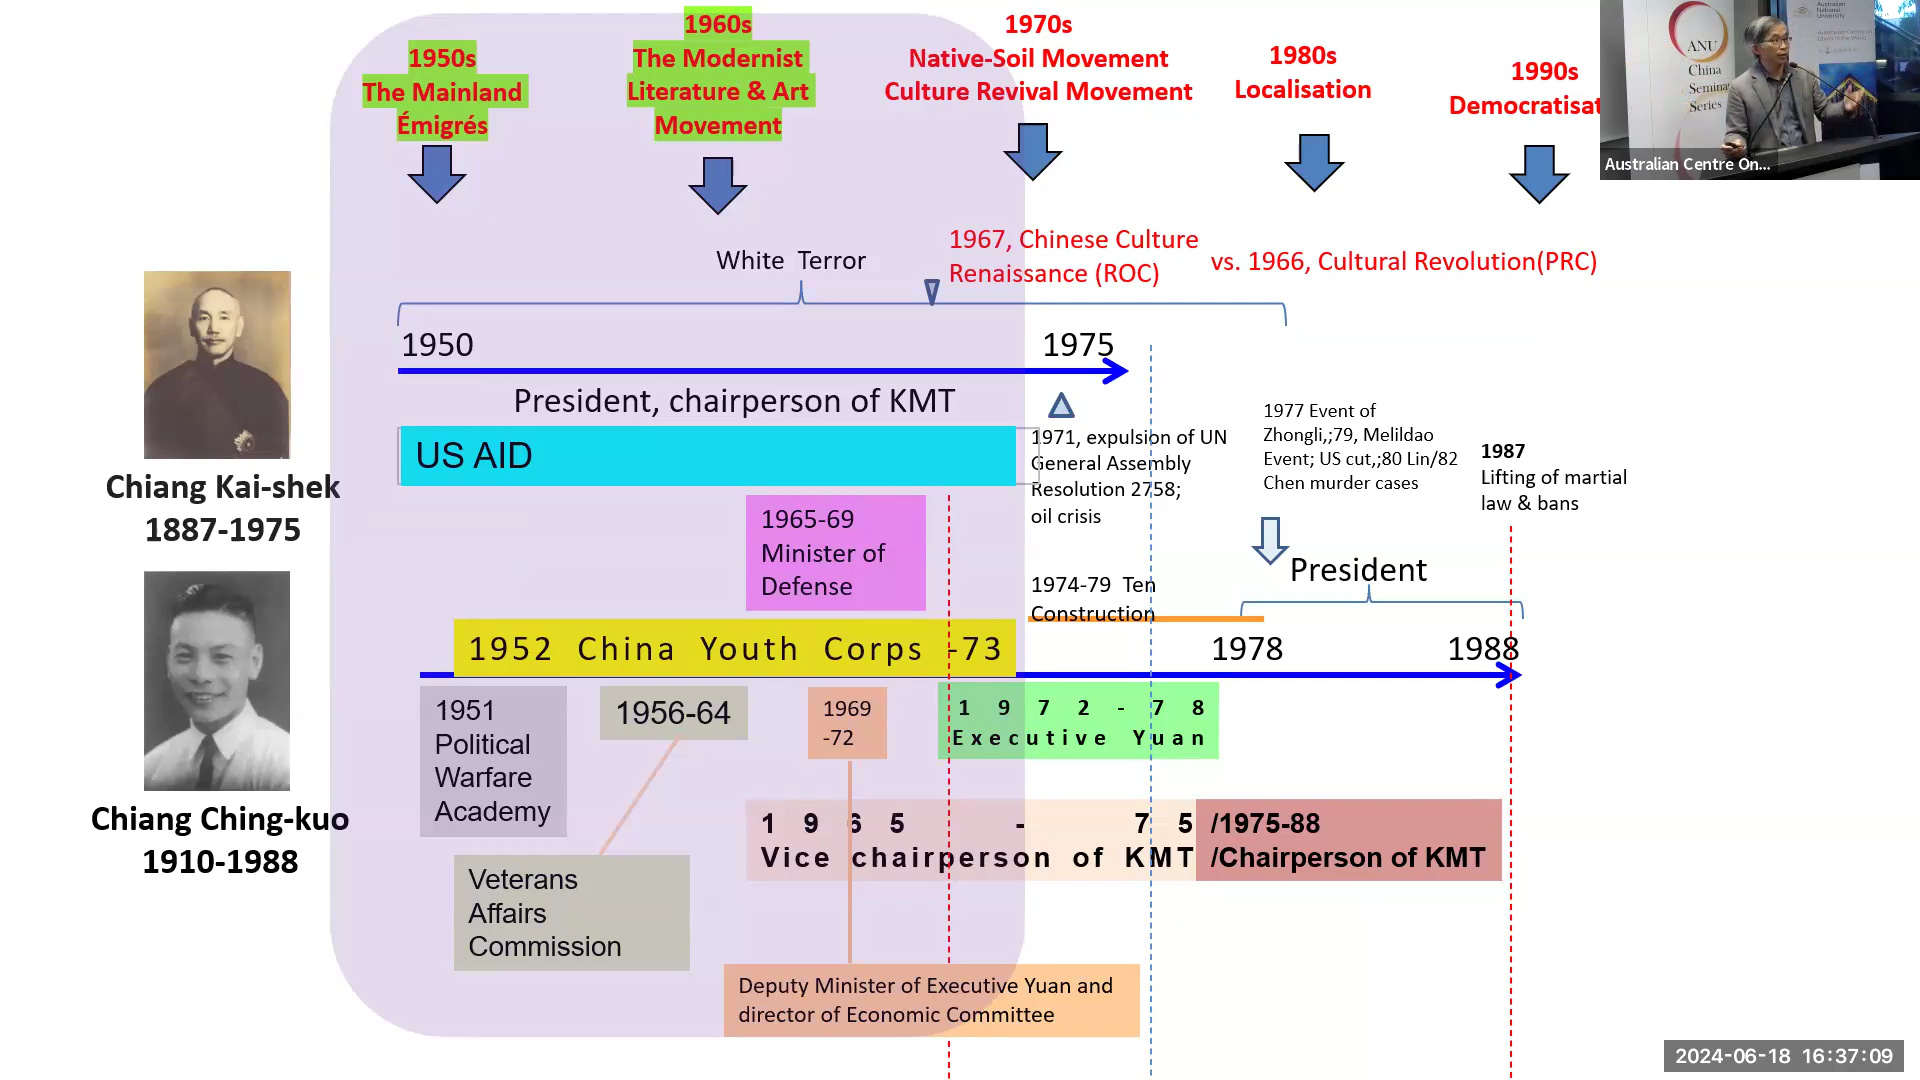 1950s
The Mainland
Émigrés
1960s
The Modernist
Literature & Art
Movement
1970s
Native-Soil Movement
Culture Revival Movement
1980s
Localisation
1990s
Democratisat
ANU
China
Semina
Series
Australian
National
University
Australian Centre On...
White Terror
1967, Chinese Culture
Renaissance (ROC)
vs. 1966, Cultural Revolution(PRC)
1950
1975
President, chairperson of KMT
US AID
Chiang Kai-shek
1887-1975
1971, expulsion of UN
General Assembly
Resolution 2758;
oil crisis
1977 Event of
Zhongli,;79, Melildao
Event; US cut,;80 Lin/82
Chen murder cases
1987
Lifting of martial
law & bans
1965-69
Minister of
Defense
1974-79 Ten
Construction
President
1952 China Youth Corps -73
1978
1988
1951
Political
Warfare
Academy
1956-64
1969
-72
1972-78
Executive Yuan
Chiang Ching-kuo
1910-1988
1965 - 75 /1975-88
Vice chairperson of KMT /Chairperson of KMT
Veterans
Affairs
Commission
Deputy Minister of Executive Yuan and
director of Economic Committee
2024-06-18 16:37:09